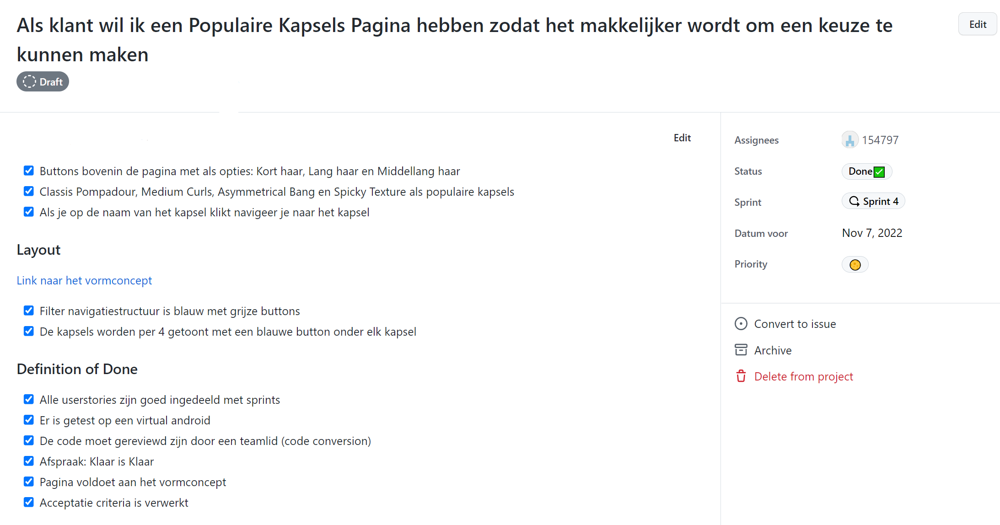 Als klant wil ik een Populaire Kapsels Pagina hebben zodat het makkelijker wordt om een keuze te
kunnen maken
Edit
Draft
Edit
Buttons bovenin de pagina met als opties: Kort haar, Lang haar en Middellang haar
Classis Pompadour, Medium Curls, Asymmetrical Bang en Spicky Texture als populaire kapsels
Als je op de naam van het kapsel klikt navigeer je naar het kapsel
Layout
Link naar het vormconcept
Filter navigatiestructuur is blauw met grijze buttons
De kapsels worden per 4 getoont met een blauwe button onder elk kapsel
Definition of Done
Alle userstories zijn goed ingedeeld met sprints
Er is getest op een virtual android
De code moet gereviewd zijn door een teamlid (code conversion)
Afspraak: Klaar is Klaar
Pagina voldoet aan het vormconcept
Acceptatie criteria is verwerkt
Assignees 154797
Status Done✅
Sprint Sprint 4
Datum voor Nov 7, 2022
Priority
Convert to issue
Archive
Delete from project